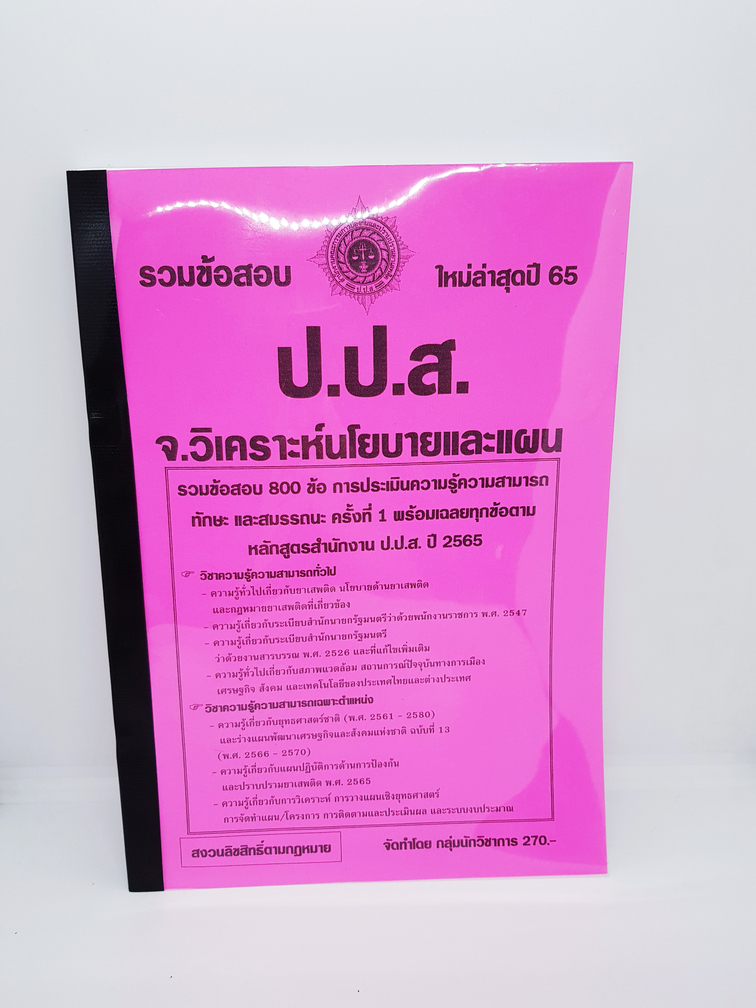 รวมข้อสอบ ใหม่ล่าสุดปี 65
ป.ป.ส.
ป.ป.ส.
จ.วิเคราะห์นโยบายและแผน
รวมข้อสอบ 800 ข้อ การประเมินความรู้ความสามารถ
ทักษะ และสมรรถนะ ครั้งที่ 1 พร้อมเฉลยทุกข้อตาม
หลักสูตรสำนักงาน ป.ป.ส. ปี 2565
☞ วิชาความรู้ความสามารถทั่วไป
- ความรู้ทั่วไปเกี่ยวกับยาเสพติด นโยบายด้านยาเสพติด
และกฎหมายยาเสพติดที่เกี่ยวข้อง
- ความรู้เกี่ยวกับระเบียบสำนักนายกรัฐมนตรีว่าด้วยพนักงานราชการ พ.ศ. 2547
- ความรู้เกี่ยวกับระเบียบสำนักนายกรัฐมนตรี
ว่าด้วยงานสารบรรณ พ.ศ. 2526 และที่แก้ไขเพิ่มเติม
- ความรู้ทั่วไปเกี่ยวกับสภาพแวดล้อม สถานการณ์ปัจจุบันทางการเมือง
เศรษฐกิจ สังคม และเทคโนโลยีของประเทศไทยและต่างประเทศ
☞ วิชาความรู้ความสามารถเฉพาะตำแหน่ง
- ความรู้เกี่ยวกับยุทธศาสตร์ชาติ (พ.ศ. 2561 - 2580)
และร่างแผนพัฒนาเศรษฐกิจและสังคมแห่งชาติ ฉบับที่ 13
(พ.ศ. 2566 - 2570)
- ความรู้เกี่ยวกับแผนปฏิบัติการด้านการป้องกัน
และปราบปรามยาเสพติด พ.ศ. 2565
- ความรู้เกี่ยวกับการวิเคราะห์ การวางแผนเชิงยุทธศาสตร์
การจัดทำแผน/โครงการ การติดตามและประเมินผล และระบบงบประมาณ
สงวนลิขสิทธิ์ตามกฎหมาย จัดทำโดย กลุ่มนักวิชาการ 270.-